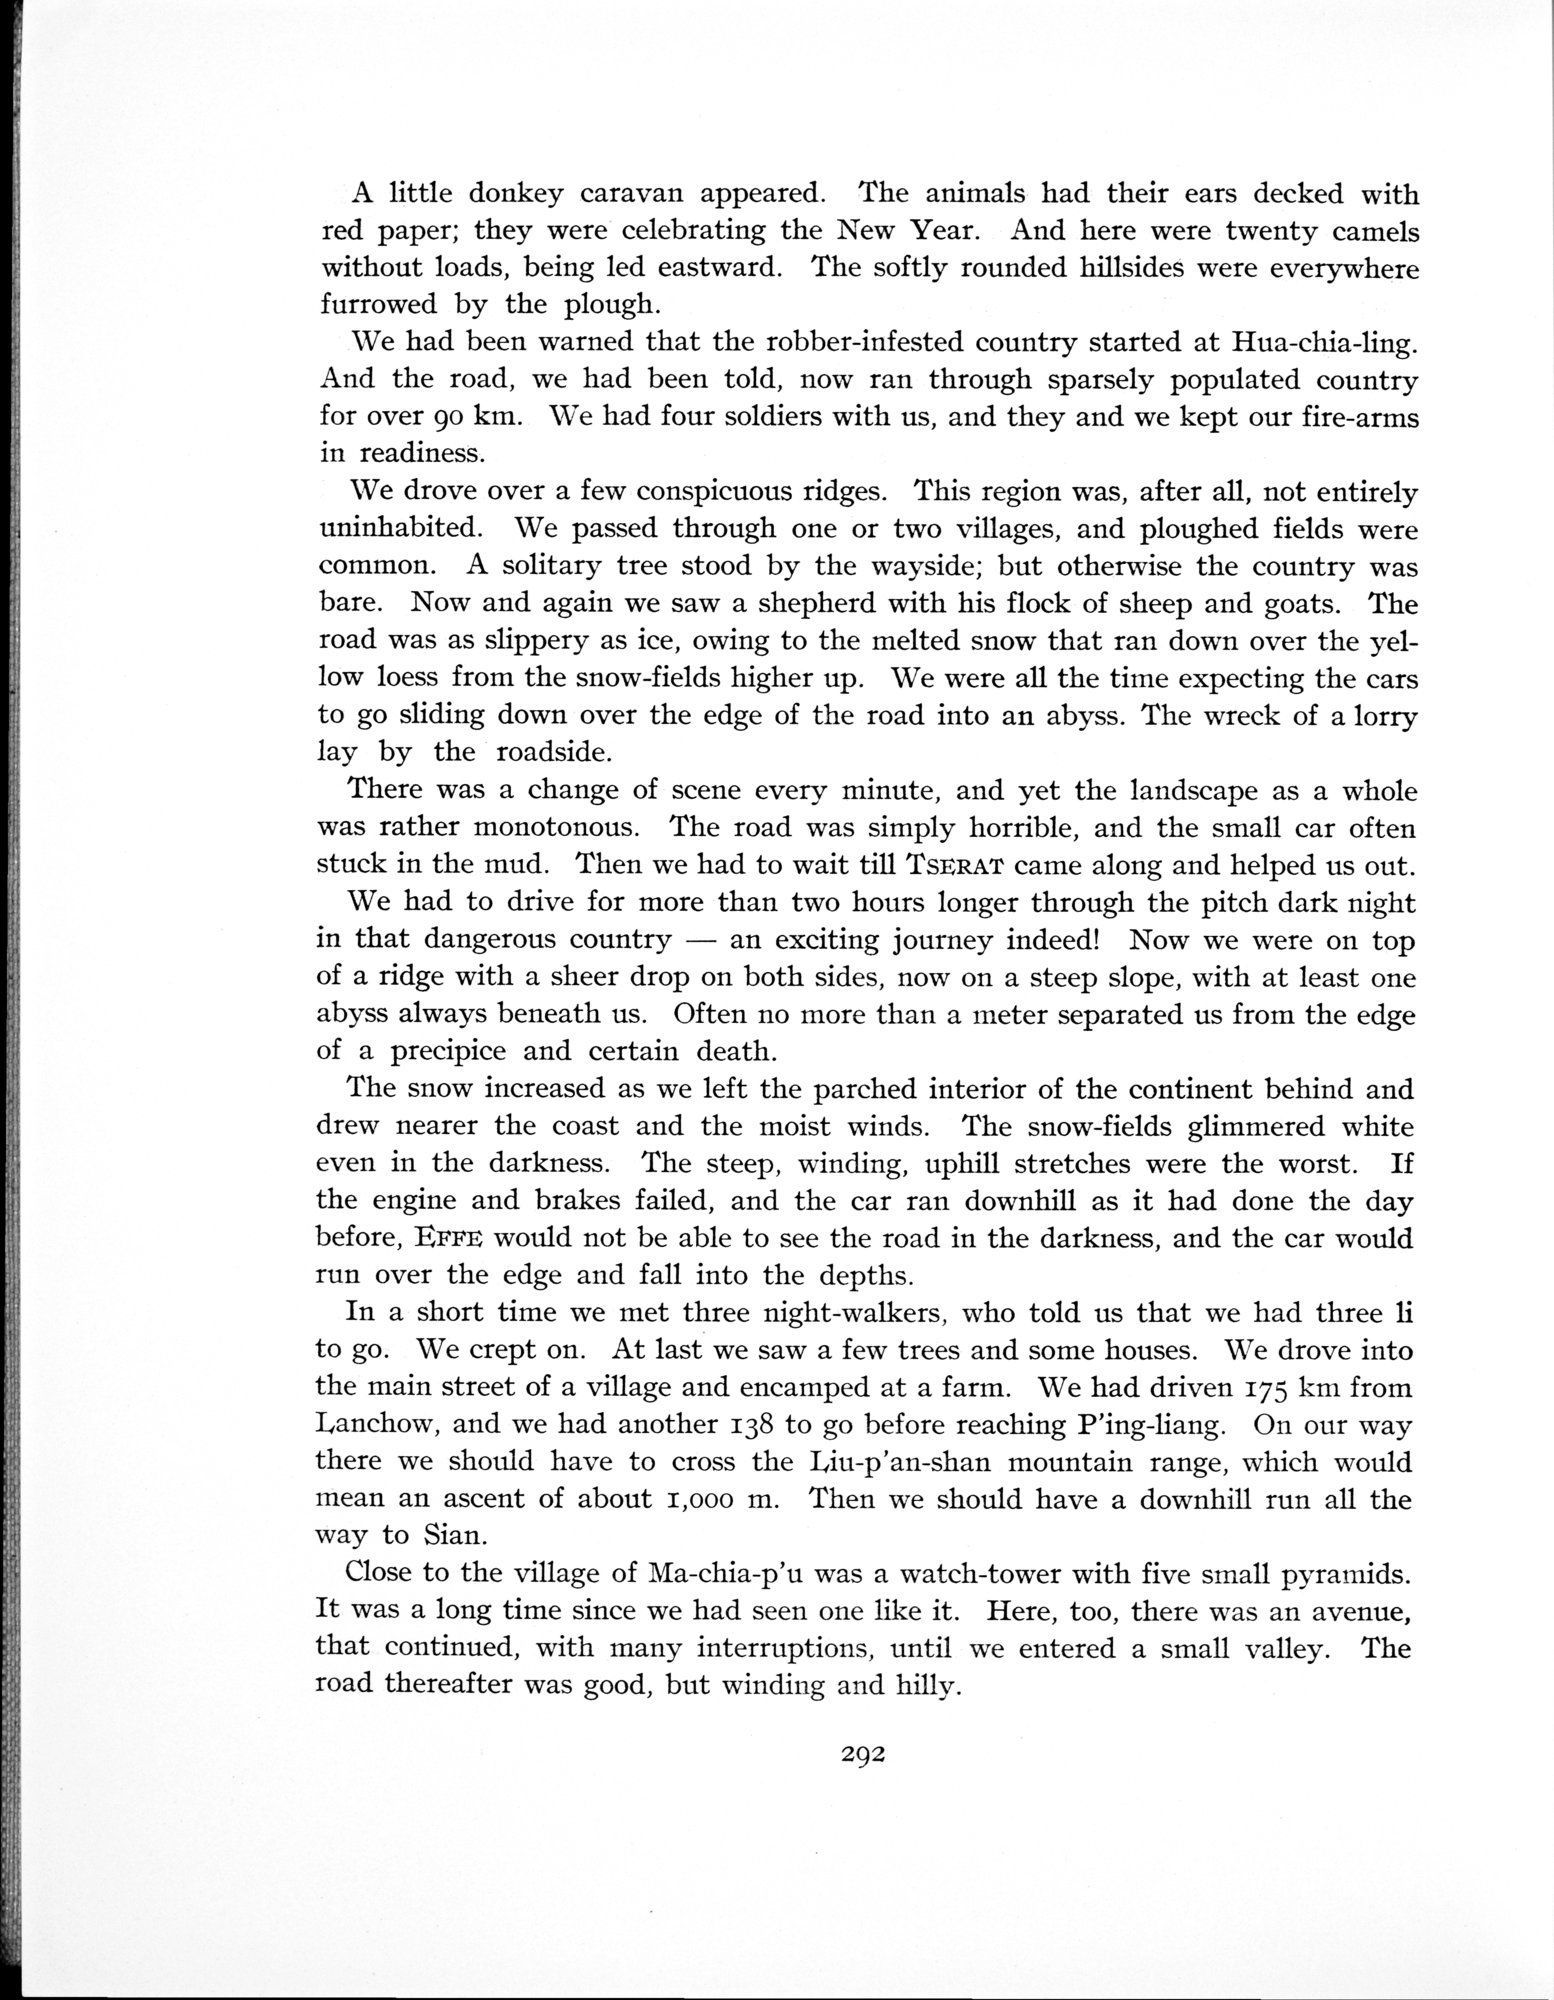 A little donkey caravan appeared. The animals had their ears decked with
red paper; they were celebrating the New Year. And here were twenty camels
without loads, being led eastward. The softly rounded hillsides were everywhere
furrowed by the plough.
We had been warned that the robber-infested country started at Hua-chia-ling.
And the road, we had been told, now ran through sparsely populated country
for over 90 km. We had four soldiers with us, and they and we kept our fire-arms
in readiness.
We drove over a few conspicuous ridges. This region was, after all, not entirely
uninhabited. We passed through one or two villages, and ploughed fields were
common. A solitary tree stood by the wayside; but otherwise the country was
bare. Now and again we saw a shepherd with his flock of sheep and goats. The
road was as slippery as ice, owing to the melted snow that ran down over the yel-
low loess from the snow-fields higher up. We were all the time expecting the cars
to go sliding down over the edge of the road into an abyss. The wreck of a lorry
lay by the roadside.
There was a change of scene every minute, and yet the landscape as a whole
was rather monotonous. The road was simply horrible, and the small car often
stuck in the mud. Then we had to wait till TSERAT came along and helped us out.
We had to drive for more than two hours longer through the pitch dark night
in that dangerous country — an exciting journey indeed! Now we were on top
of a ridge with a sheer drop on both sides, now on a steep slope, with at least one
abyss always beneath us. Often no more than a meter separated us from the edge
of a precipice and certain death.
The snow increased as we left the parched interior of the continent behind and
drew nearer the coast and the moist winds. The snow-fields glimmered white
even in the darkness. The steep, winding, uphill stretches were the worst. If
the engine and brakes failed, and the car ran downhill as it had done the day
before, EFFE would not be able to see the road in the darkness, and the car would
run over the edge and fall into the depths.
In a short time we met three night-walkers, who told us that we had three li
to go. We crept on. At last we saw a few trees and some houses. We drove into
the main street of a village and encamped at a farm. We had driven 175 km from
Lanchow, and we had another 138 to go before reaching P'ing-liang. On our way
there we should have to cross the Liu-p'an-shan mountain range, which would
mean an ascent of about 1,000 m. Then we should have a downhill run all the
way to Sian.
Close to the village of Ma-chia-p'u was a watch-tower with five small pyramids.
It was a long time since we had seen one like it. Here, too, there was an avenue,
that continued, with many interruptions, until we entered a small valley. The
road thereafter was good, but winding and hilly.
292